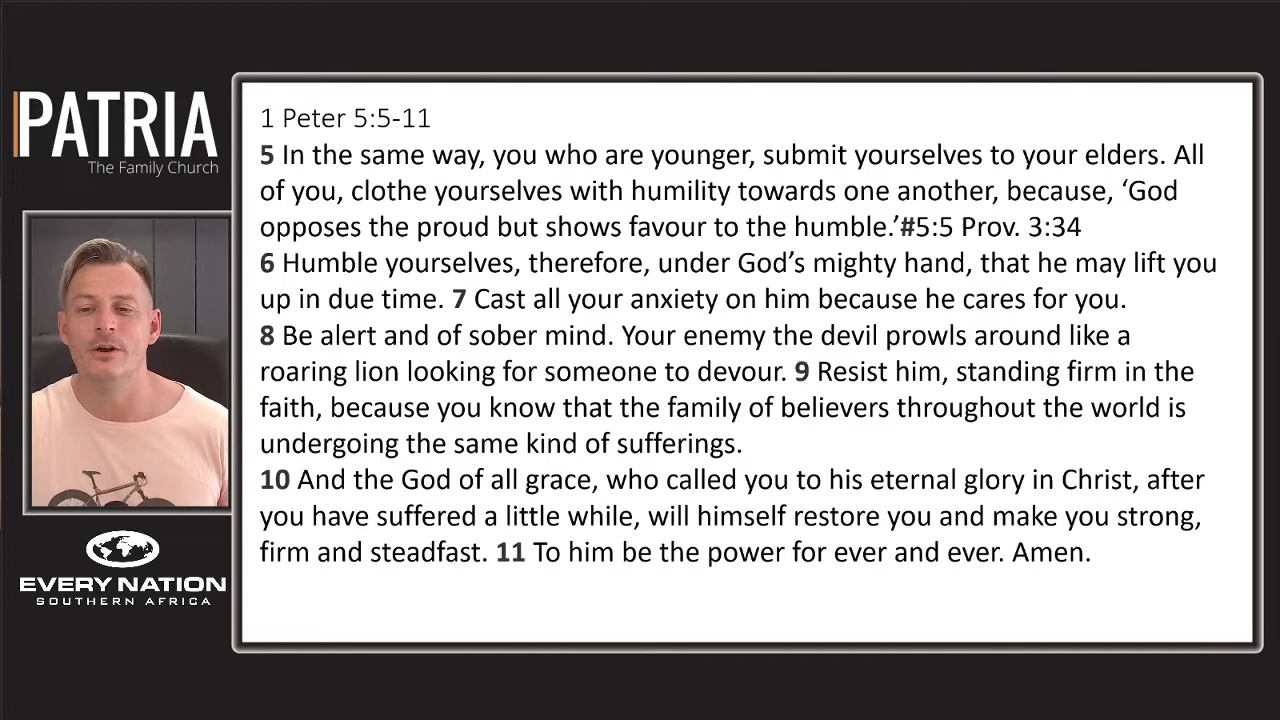 PATRIA
The Family Church
EVERY NATION
SOUTHERN AFRICA
1 Peter 5:5-11
5 In the same way, you who are younger, submit yourselves to your elders. All
of you, clothe yourselves with humility towards one another, because, ‘God
opposes the proud but shows favour to the humble.’#5:5 Prov. 3:34
6 Humble yourselves, therefore, under God’s mighty hand, that he may lift you
up in due time. 7 Cast all your anxiety on him because he cares for you.
8 Be alert and of sober mind. Your enemy the devil prowls around like a
roaring lion looking for someone to devour. 9 Resist him, standing firm in the
faith, because you know that the family of believers throughout the world is
undergoing the same kind of sufferings.
10 And the God of all grace, who called you to his eternal glory in Christ, after
you have suffered a little while, will himself restore you and make you strong,
firm and steadfast. 11 To him be the power for ever and ever. Amen.